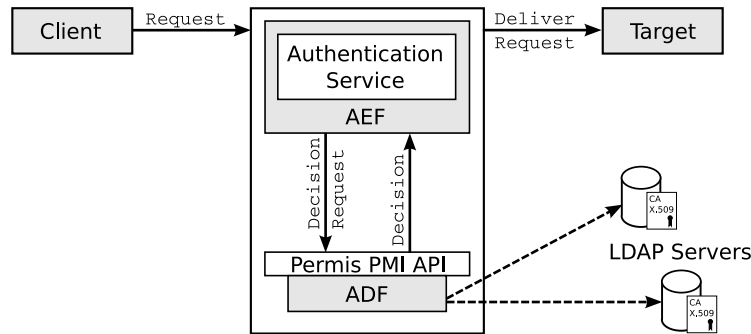 Client
Request
Authentication
Service
AEF
Deliver
Request
Target
Decision
Request
Decision
Permis PMI API
ADF
CA
X.509
LDAP Servers
CA
X.509